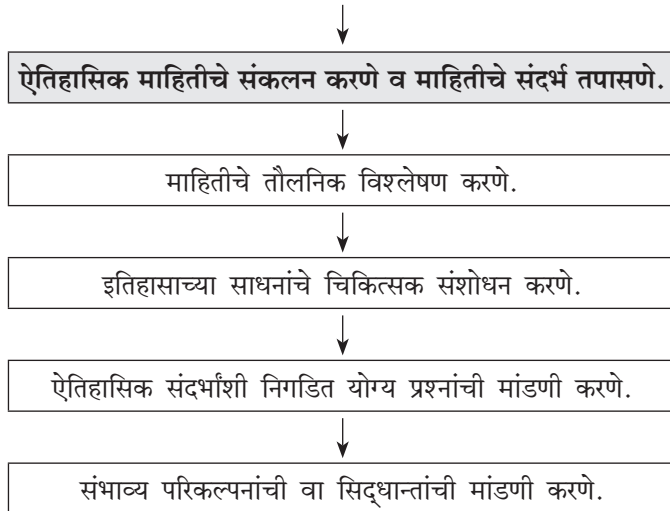 ऐतिहासिक माहितीचे संकलन करणे व माहितीचे संदर्भ तपासणे.
माहितीचे तौलनिक विश्लेषण करणे.
इतिहासाच्या साधनांचे चिकित्सक संशोधन करणे.
ऐतिहासिक संदर्भांशी निगडित योग्य प्रश्नांची मांडणी करणे.
संभाव्य परिकल्पनांची वा सिद्धान्तांची मांडणी करणे.